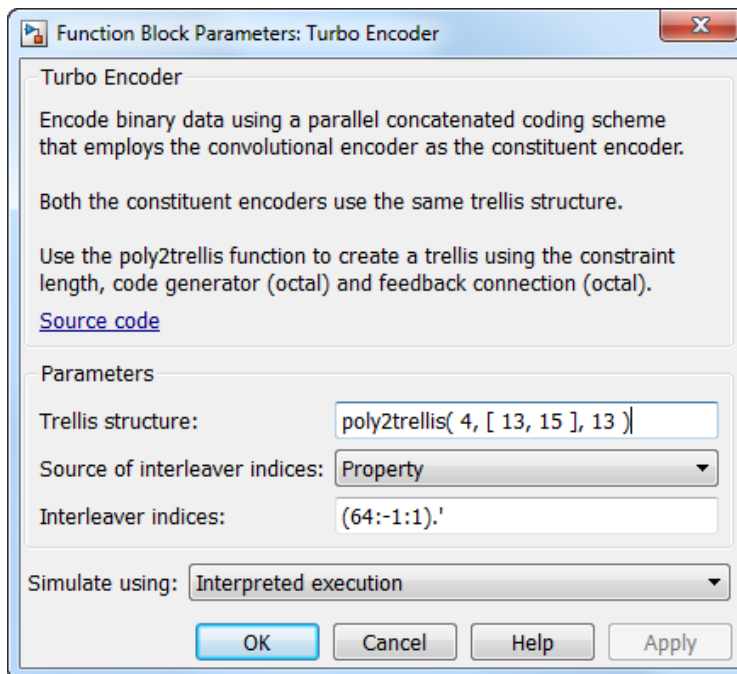 Function Block Parameters: Turbo Encoder
Turbo Encoder
Encode binary data using a parallel concatenated coding scheme
that employs the convolutional encoder as the constituent encoder.
Both the constituent encoders use the same trellis structure.
Use the poly2trellis function to create a trellis using the constraint
length, code generator (octal) and feedback connection (octal).
Source code
Parameters
Trellis structure: poly2trellis( 4, [ 13, 15 ], 13 )
Source of interleaver indices: Property
Interleaver indices: (64:-1:1).'
Simulate using: Interpreted execution
OK Cancel Help Apply